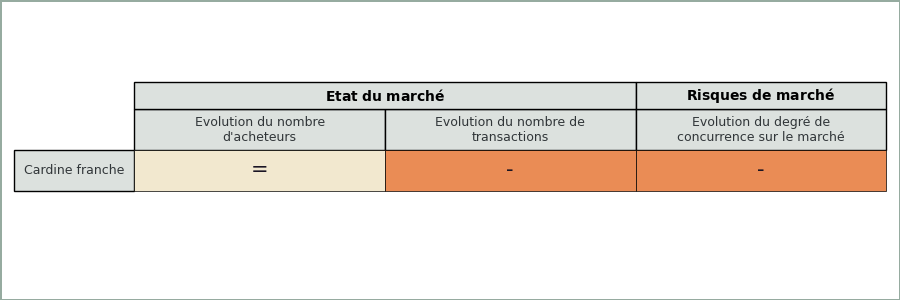 Etat du marché
Risques de marché
Evolution du nombre
d'acheteurs
Evolution du nombre de
transactions
Evolution du degré de
concurrence sur le marché
Cardine franche
=
-
-